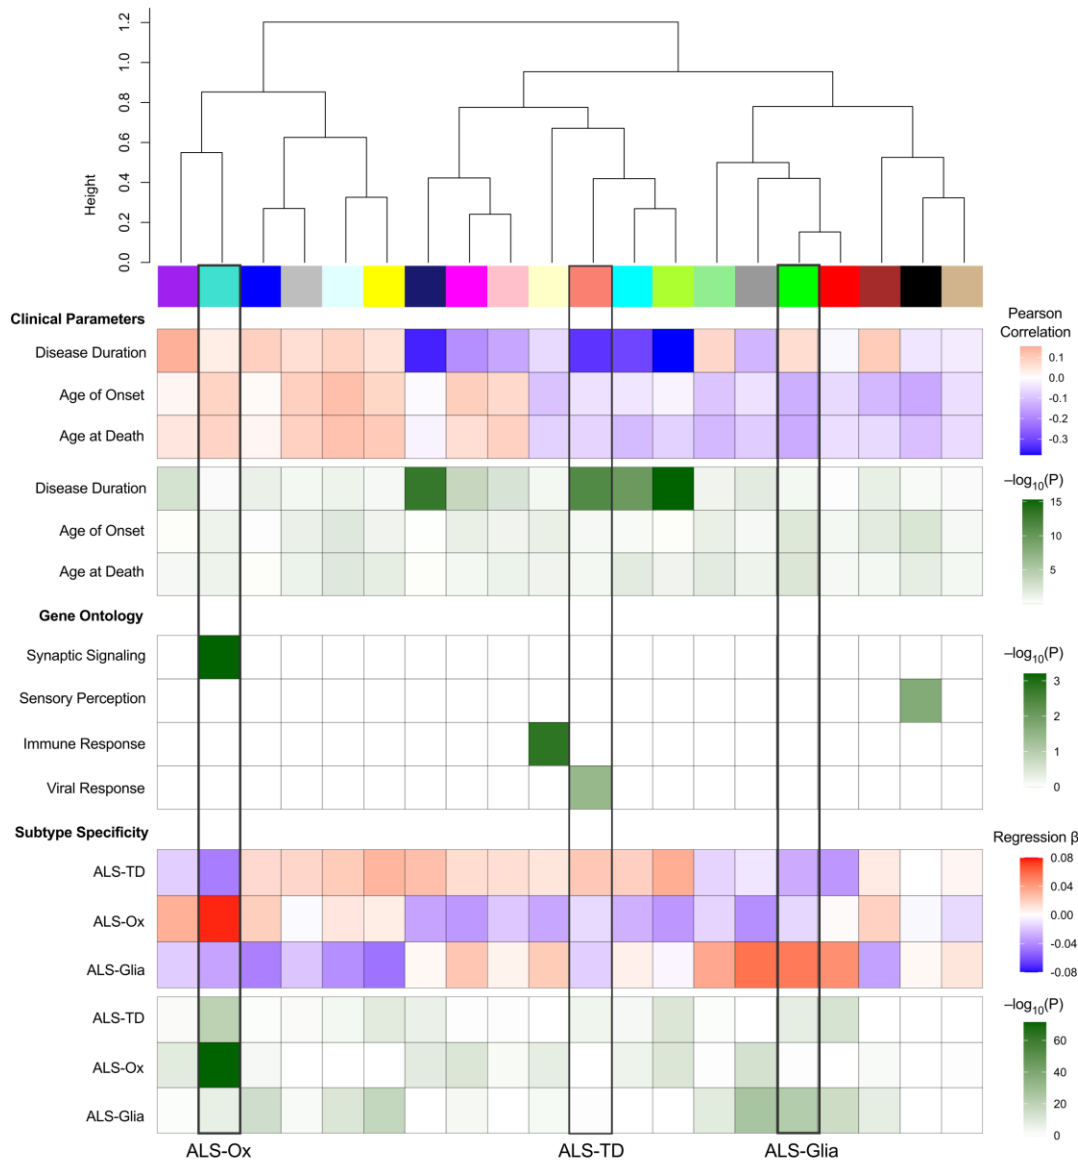 1.2
1.0
0.8
0.6
0.4
0.2
0.0
Height
Clinical Parameters
Disease Duration
Age of Onset
Age at Death
Pearson
Correlation
0.1
0.0
-0.1
-0.2
-0.3
Disease Duration
Age of Onset
Age at Death
−log10(P)
15
10
5
Gene Ontology
Synaptic Signaling
Sensory Perception
Immune Response
Viral Response
−log10(P)
3
2
1
0
Subtype Specificity
ALS-TD
ALS-Ox
ALS-Glia
Regression β
0.08
0.04
0.00
-0.04
-0.08
ALS-TD
ALS-Ox
ALS-Glia
−log10(P)
60
40
20
0
ALS-Ox ALS-TD ALS-Glia